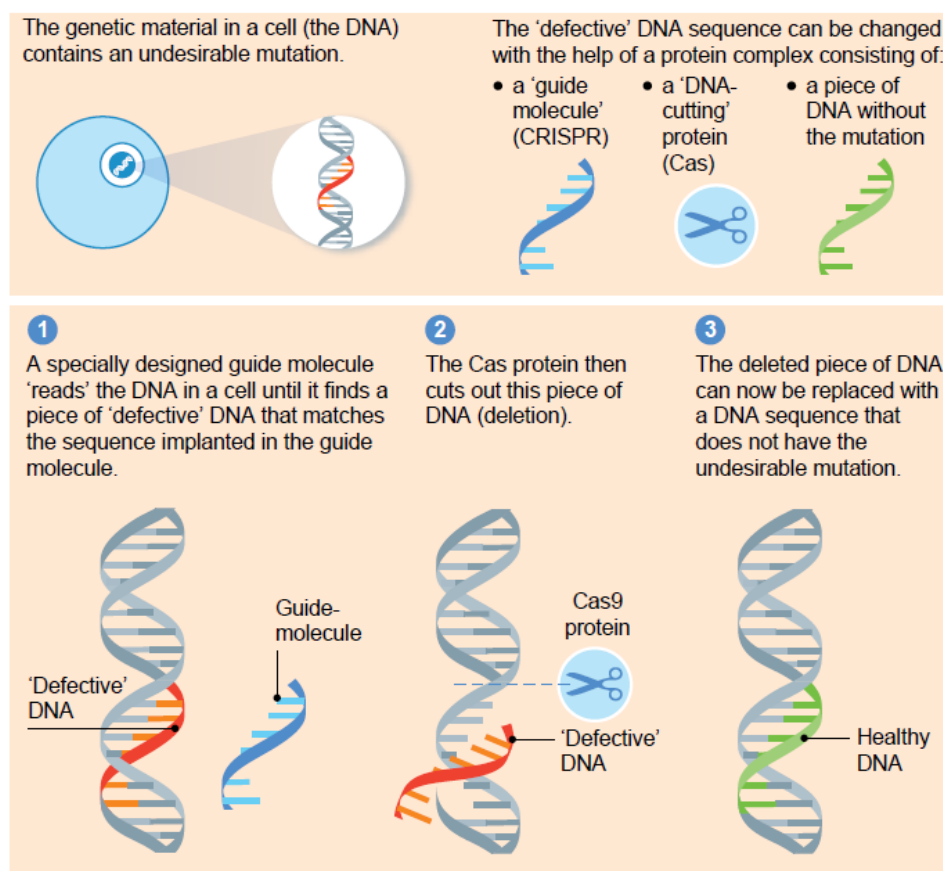 The genetic material in a cell (the DNA)
contains an undesirable mutation.
The ‘defective’ DNA sequence can be changed
with the help of a protein complex consisting of:
• a ‘guide
molecule’
(CRISPR)
• a ‘DNA-
cutting’
protein
(Cas)
• a piece of
DNA without
the mutation
1
A specially designed guide molecule
‘reads’ the DNA in a cell until it finds a
piece of ‘defective’ DNA that matches
the sequence implanted in the guide
molecule.
2
The Cas protein then
cuts out this piece of
DNA (deletion).
3
The deleted piece of DNA
can now be replaced with
a DNA sequence that
does not have the
undesirable mutation.
‘Defective’
DNA
Guide-
molecule
Cas9
protein
‘Defective’
DNA
Healthy
DNA